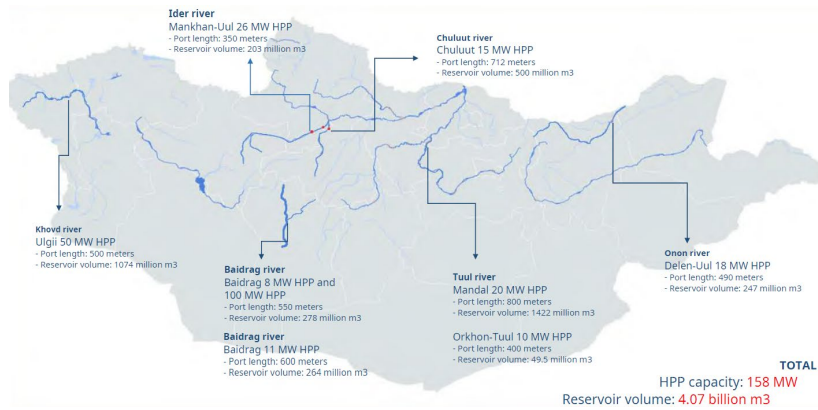 Ider river
Mankhan-Uul 26 MW HPP
- Port length: 350 meters
- Reservoir volume: 203 million m3
Chuluut river
Chuluut 15 MW HPP
- Port length: 712 meters
- Reservoir volume: 500 million m3
Khovd river
Ulgii 50 MW HPP
- Port length: 500 meters
- Reservoir volume: 1074 million m3
Baidrag river
Baidrag 8 MW HPP and
100 MW HPP
- Port length: 550 meters
- Reservoir volume: 278 million m3
Baidrag river
Baidrag 11 MW HPP
- Port length: 600 meters
- Reservoir volume: 264 million m3
Tuul river
Mandal 20 MW HPP
- Port length: 800 meters
- Reservoir volume: 1422 million m3
Orkhon-Tuul 10 MW HPP
- Port length: 400 meters
- Reservoir volume: 49.5 million m3
Onon river
Delen-Uul 18 MW HPP
- Port length: 490 meters
- Reservoir volume: 247 million m3
TOTAL
HPP capacity: 158 MW
Reservoir volume: 4.07 billion m3